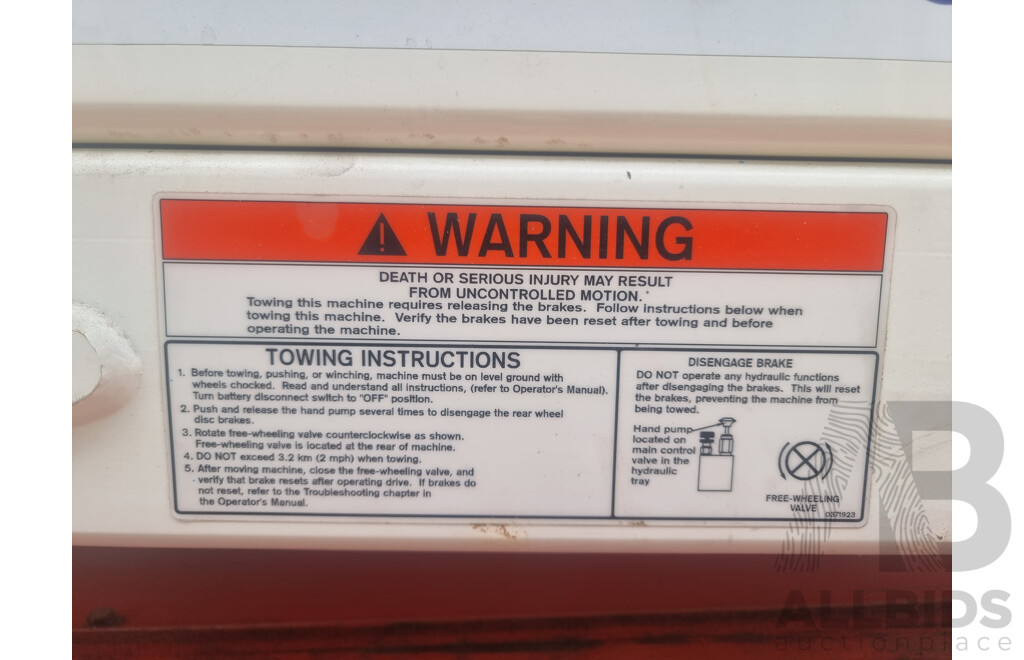 WARNING
DEATH OR SERIOUS INJURY MAY RESULT
FROM UNCONTROLLED MOTION.
Towing this machine requires releasing the brakes. Follow instructions below when
towing this machine. Verify the brakes have been reset after towing and before
operating the machine.
TOWING INSTRUCTIONS
1. Before towing, pushing, or winching, machine must be on level ground with
wheels chocked. Read and understand all instructions, (refer to Operator's Manual).
Turn battery disconnect switch to "OFF" position.
2. Push and release the hand pump several times to disengage the rear wheel
disc brakes.
3. Rotate free-wheeling valve counterclockwise as shown.
Free-wheeling valve is located at the rear of machine.
4. DO NOT exceed 3.2 km (2 mph) when towing.
5. After moving machine, close the free-wheeling valve, and
verify that brake resets after operating drive. If brakes do
not reset, refer to the Troubleshooting chapter in
the Operator's Manual.
DISENGAGE BRAKE
DO NOT operate any hydraulic functions
after disengaging the brakes. This will reset
the brakes, preventing the machine from
being towed.
Hand pump
located on
main control
valve in the
hydraulic
tray
FREE-WHEELING
VALVE
0371923
B
ALLBIDS
auctionplace